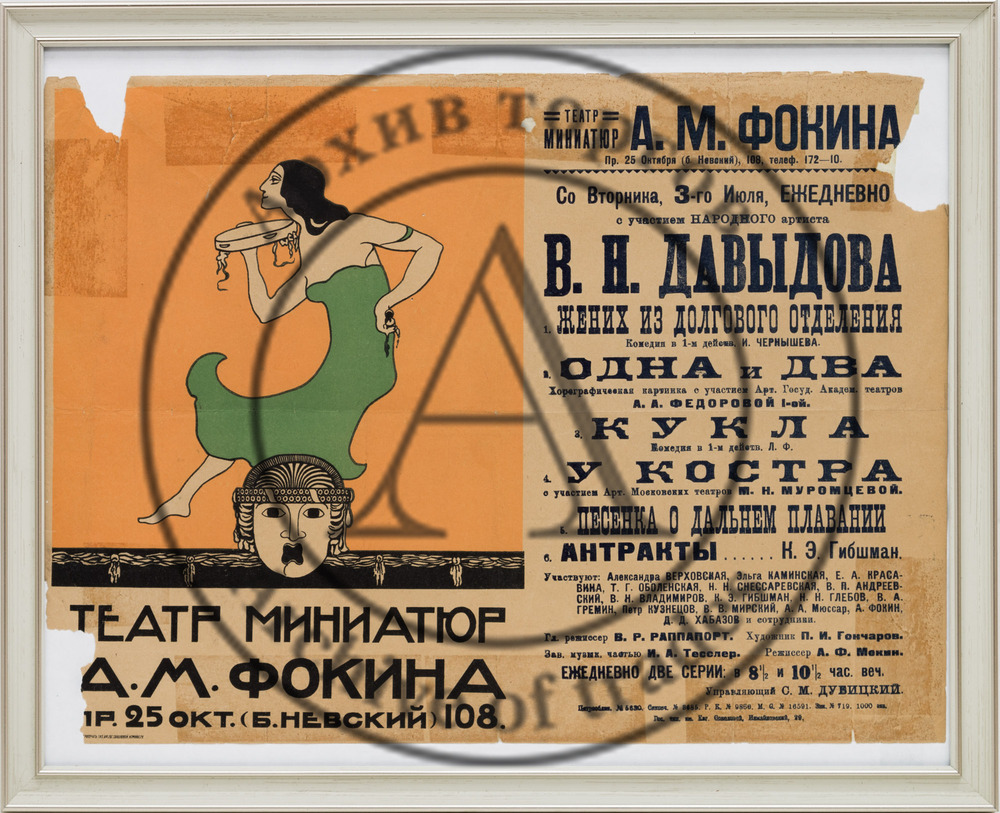 ТЕАТР МИНИАТЮР
А.М. ФОКИНА
ПР. 25 ОКТ. (Б. НЕВСКИЙ) 108.
ТЕАТР
МИНИАТЮР
А. М. ФОКИНА
Пр. 25 Октября (б. Невский), 108, телеф. 172—10.
Со Вторника, 3-го Июля, ЕЖЕДНЕВНО
с участием НАРОДНОГО артиста
В. Н. ДАВЫДОВА
1. ЖЕНИХ ИЗ ДОЛГОВОГО ОТДЕЛЕНИЯ
Комедия в 1-м действ. И. ЧЕРНЫШЕВА.
2. ОДНА и ДВА
Хореграфическая картинка с участием Арт. Госуд. Академ. театров
А. А. ФЕДОРОВОЙ 1-ой.
3. КУКЛА
Комедия в 1-м действ. Л. Ф.
4. У КОСТРА
с участием Арт. Московских театров М. Н. МУРОМЦЕВОЙ.
5. ПЕСЕНКА О ДАЛЬНЕМ ПЛАВАНИИ
6. АНТРАКТЫ ...... К. Э. Гибшман.
Участвуют: Александра ВЕРХОВСКАЯ, Эльга КАМИНСКАЯ, Е. А. КРАСА-
ВИНА, Т. Г. ОБОЛЕНСКАЯ, Н. Н. СНЕССАРЕВСКАЯ, В. П. АНДРЕЕВ-
СКИЙ, В. Н. ВЛАДИМИРОВ, К. Э. ГИБШМАН, Н. Н. ГЛЕБОВ, В. А.
ГРЕМИН, Петр КУЗНЕЦОВ, В. В. МИРСКИЙ, А. А. Мюссар, А. ФОКИН,
Д. Д. ХАБАЗОВ и сотрудники.
Гл. режиссер В. Р. РАППАПОРТ. Художник П. И. Гончаров.
Зав. музык. частью И. А. Тесслер. Режиссер А. Ф. Мокин.
ЕЖЕДНЕВНО ДВЕ СЕРИИ: в 8½ и 10½ час. веч.
Управляющий С. М. ДУБИЦКИЙ.
АРХИВ
A